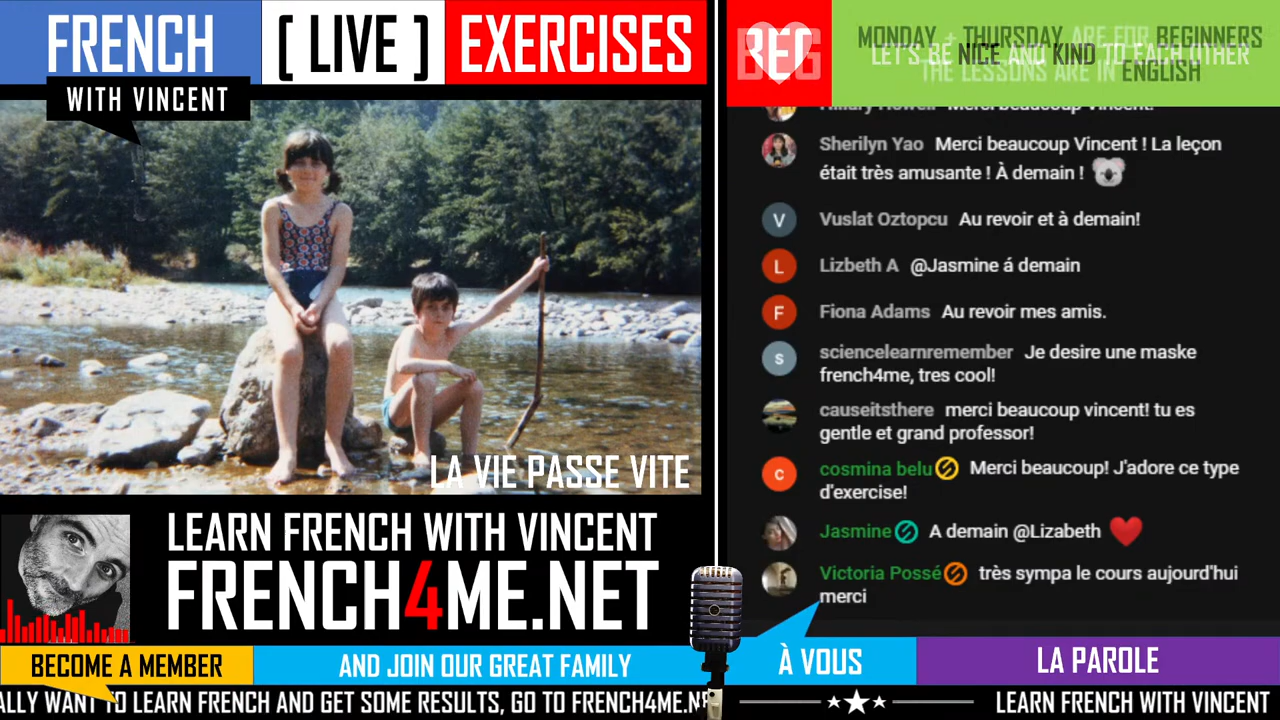 FRENCH
[ LIVE ]
EXERCISES
WITH VINCENT
LA VIE PASSE VITE
LEARN FRENCH WITH VINCENT
FRENCH4ME.NET
BECOME A MEMBER
AND JOIN OUR GREAT FAMILY
ALLY WANT TO LEARN FRENCH AND GET SOME RESULTS, GO TO FRENCH4ME.N
BEG
MONDAY + THURSDAY ARE FOR BEGINNERS
LET'S BE NICE AND KIND TO EACH OTHER
THE LESSONS ARE IN ENGLISH
Merci beaucoup Vincent!
Sherilyn Yao Merci beaucoup Vincent ! La leçon
était très amusante ! À demain !
V
Vuslat Oztopcu Au revoir et à demain!
L
Lizbeth A @Jasmine á demain
F
Fiona Adams Au revoir mes amis.
s
sciencelearnremember Je desire une maske
french4me, tres cool!
causeitsthere merci beaucoup vincent! tu es
gentle et grand professor!
c
cosmina belu Merci beaucoup! J'adore ce type
d'exercise!
Jasmine A demain @Lizabeth
Victoria Possé très sympa le cours aujourd'hui
merci
À VOUS
LA PAROLE
LEARN FRENCH WITH VINCENT